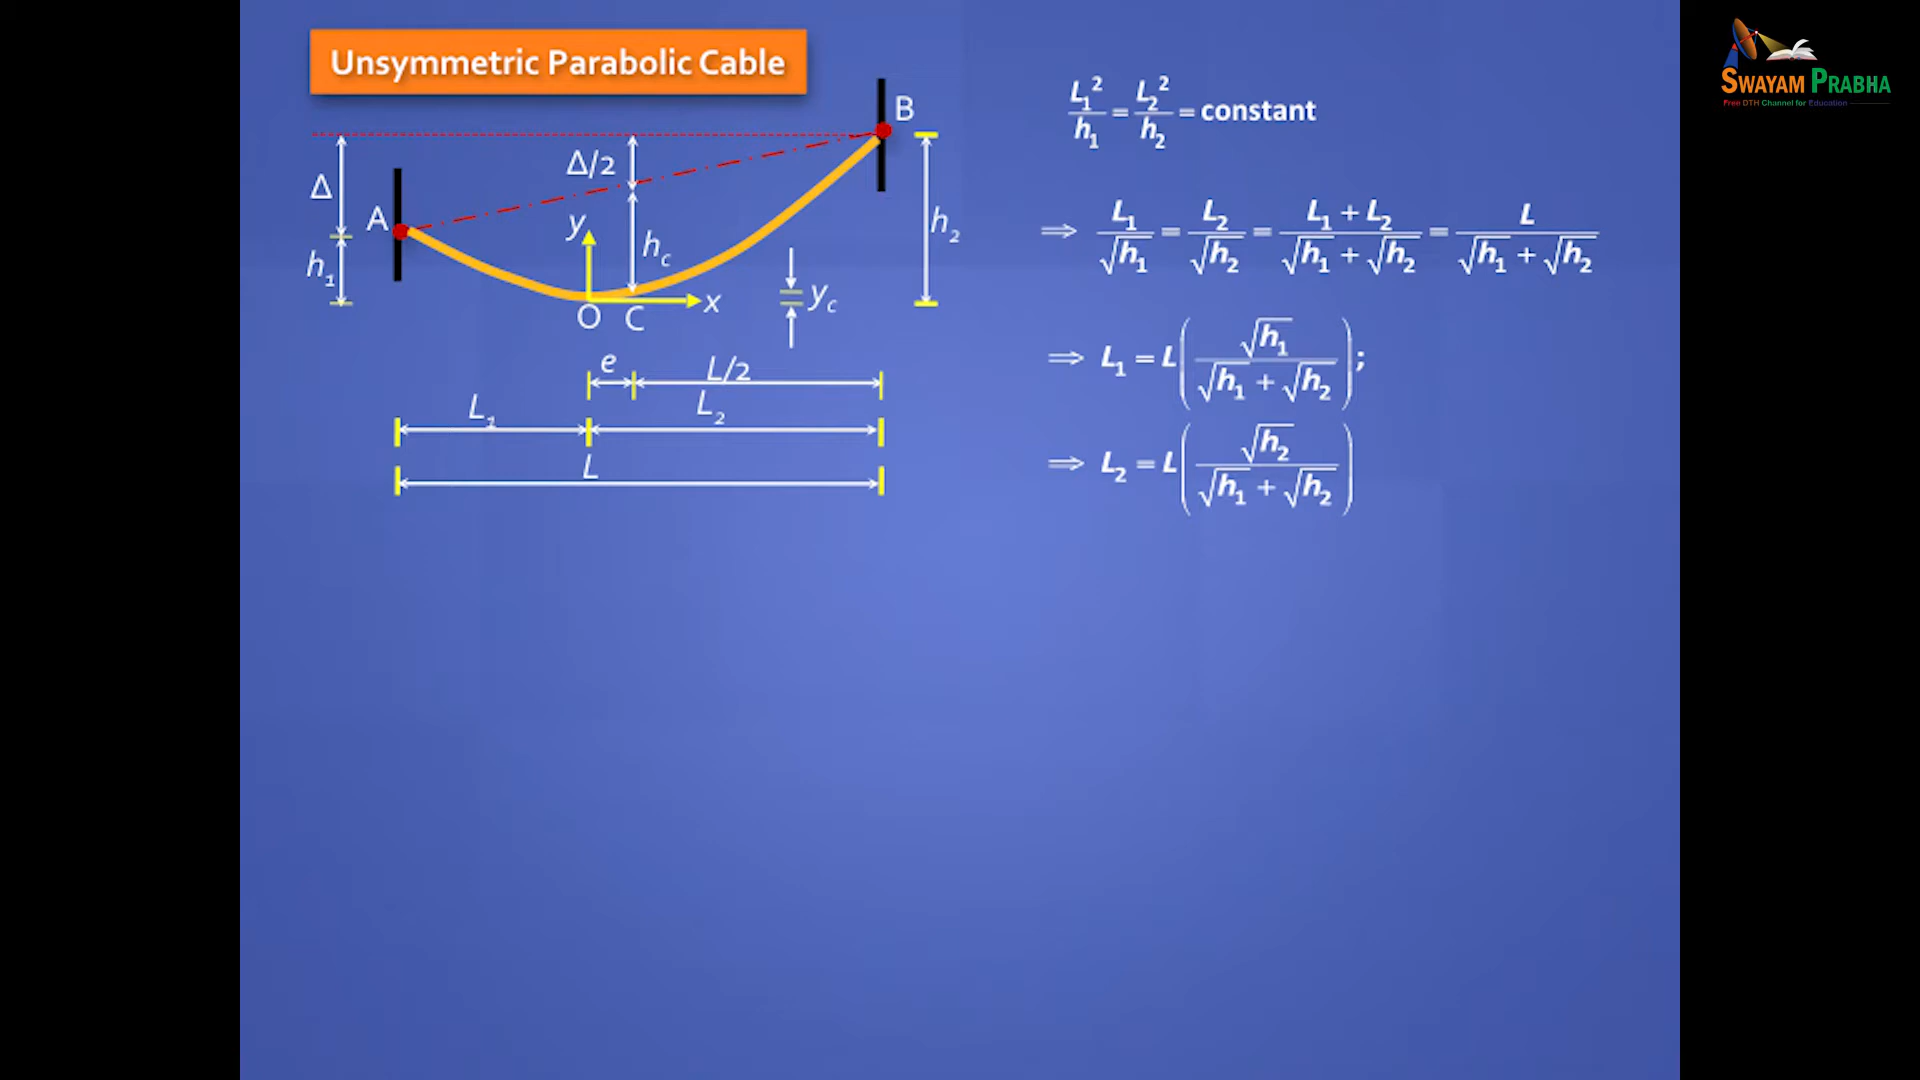 Unsymmetric Parabolic Cable
SWAYAM PRABHA
Free DTH Channel for Education
B
Δ/2
Δ
A
y
h₂
h_c
h₁
y_c
x
O C
e
L/2
L₁
L₂
L
L₁²/h₁ = L₂²/h₂ = constant
⇒ L₁/√h₁ = L₂/√h₂ = (L₁ + L₂)/(√h₁ + √h₂) = L/(√h₁ + √h₂)
⇒ L₁ = L(√h₁/(√h₁ + √h₂));
⇒ L₂ = L(√h₂/(√h₁ + √h₂))